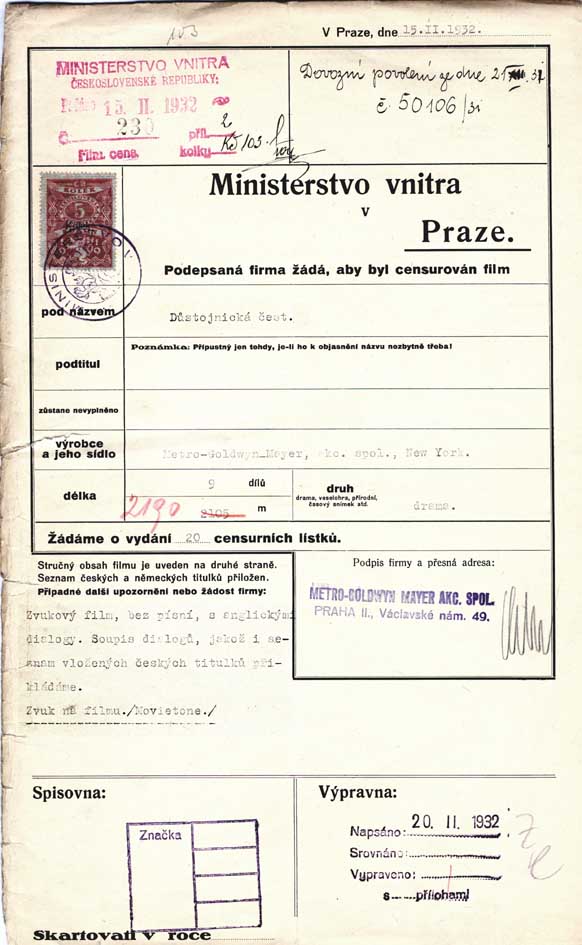 V Praze, dne 15.II.1932.
MINISTERSTVO VNITRA
ČESKOSLOVENSKÉ REPUBLIKY:
15 II. 1932
Č. 230 příl. 2
Film. cena. kolky Kč
Dovozní povolení ze dne
č. 50106/31
Ministerstvo vnitra
v
Praze.
KOLEK
5
Podepsaná firma žádá, aby byl censurován film
pod názvem
Důstojnická čest.
podtitul
Poznámka: Přípustný jen tehdy, je-li ho k objasnění názvu nezbytně třeba!
zůstane nevyplněno
výrobce
a jeho sídlo
Metro-Goldwyn-Mayer, akc. spol., New York.
délka
9 dílů
2190 2105 m
druh
drama, veselohra, přírodní,
časový snímek atd.
drama.
Žádáme o vydání 20 censurních lístků.
Stručný obsah filmu je uveden na druhé straně.
Seznam českých a německých titulků přiložen.
Případné další upozornění nebo žádost firmy:
Zvukový film, bez písní, s anglickými
dialogy. Soupis dialogů, jakož i se-
znam vložených českých titulků při-
kládáme.
Zvuk na filmu./Movietone./
Podpis firmy a přesná adresa:
METRO-GOLDWYN MAYER AKC. SPOL.
PRAHA II., Václavské nám. 49.
Spisovna:
Značka
Skartovati v roce
Výpravna:
Napsáno: 20. II. 1932
Srovnáno:
Vypraveno:
s přílohami